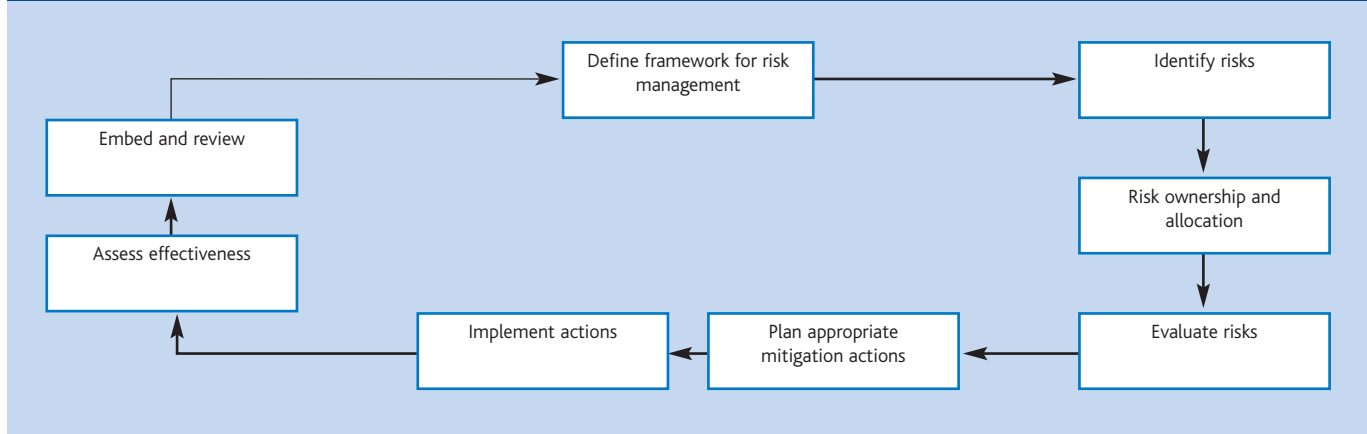 Define framework for risk
management
Identify risks
Embed and review
Risk ownership and
allocation
Assess effectiveness
Implement actions
Plan appropriate
mitigation actions
Evaluate risks